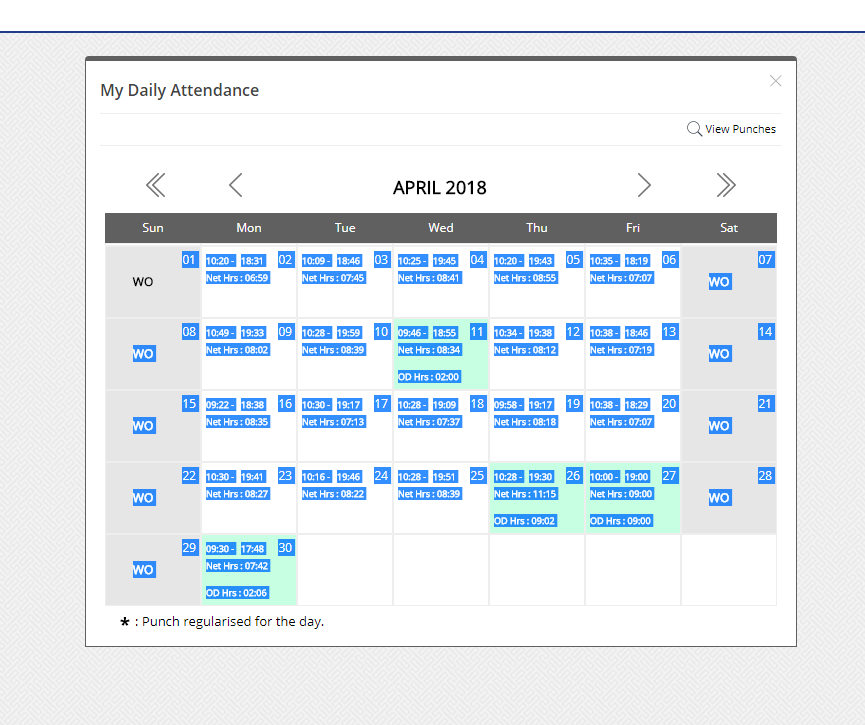 My Daily Attendance
View Punches
APRIL 2018
Sun Mon Tue Wed Thu Fri Sat
01 10:20 - 18:31 02 10:09 - 18:46 03 10:25 - 19:45 04 10:20 - 19:43 05 10:35 - 18:19 06 07
WO Net Hrs : 06:59 Net Hrs : 07:45 Net Hrs : 08:41 Net Hrs : 08:55 Net Hrs : 07:07 WO
08 10:49 - 19:33 09 10:28 - 19:59 10 09:46 - 18:55 11 10:34 - 19:38 12 10:38 - 18:46 13 14
WO Net Hrs : 08:02 Net Hrs : 08:39 Net Hrs : 08:34 Net Hrs : 08:12 Net Hrs : 07:19 WO
OD Hrs : 02:00
15 09:22 - 18:38 16 10:30 - 19:17 17 10:28 - 19:09 18 09:58 - 19:17 19 10:38 - 18:29 20 21
WO Net Hrs : 08:35 Net Hrs : 07:13 Net Hrs : 07:37 Net Hrs : 08:18 Net Hrs : 07:07 WO
22 10:30 - 19:41 23 10:16 - 19:46 24 10:28 - 19:51 25 10:28 - 19:30 26 10:00 - 19:00 27 28
WO Net Hrs : 08:27 Net Hrs : 08:22 Net Hrs : 08:39 Net Hrs : 11:15 Net Hrs : 09:00 WO
OD Hrs : 09:02 OD Hrs : 09:00
29 09:30 - 17:48 30
WO Net Hrs : 07:42
OD Hrs : 02:06
* : Punch regularised for the day.